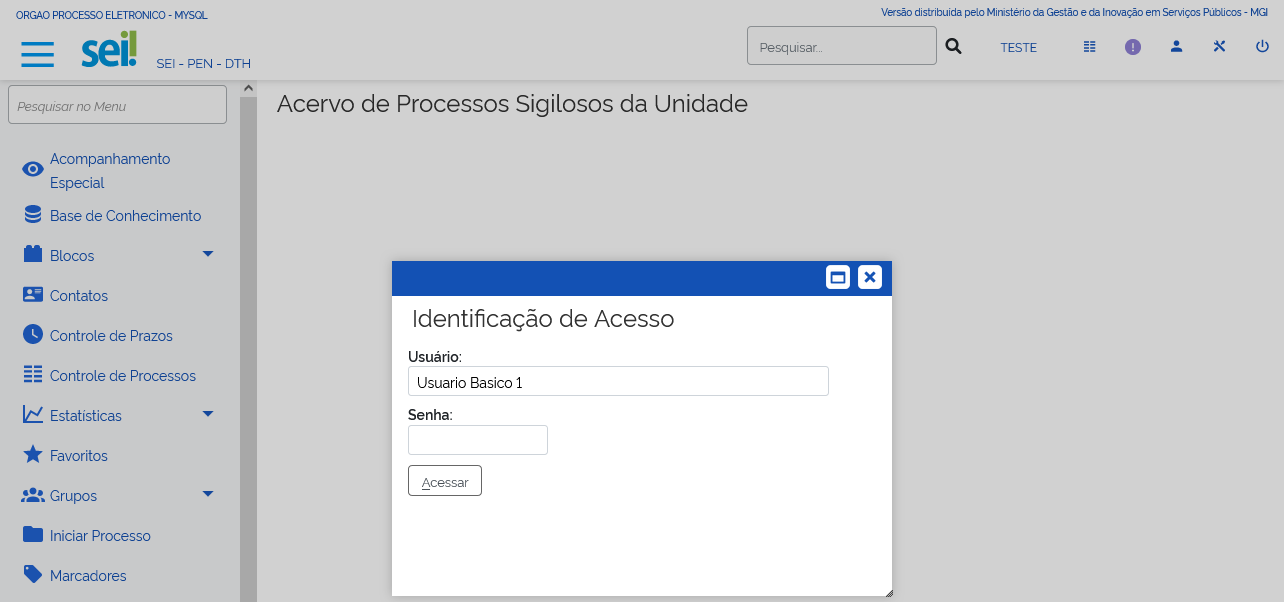 ORGAO PROCESSO ELETRONICO - MYSQL
Versão distribuída pelo Ministério da Gestão e da Inovação em Serviços Públicos - MGI
sei!
SEI - PEN - DTH
Pesquisar...
TESTE
Pesquisar no Menu
Acervo de Processos Sigilosos da Unidade
Acompanhamento
Especial
Base de Conhecimento
Blocos
Contatos
Controle de Prazos
Controle de Processos
Estatísticas
Favoritos
Grupos
Iniciar Processo
Marcadores
Identificação de Acesso
Usuário:
Usuario Basico 1
Senha:
Acessar